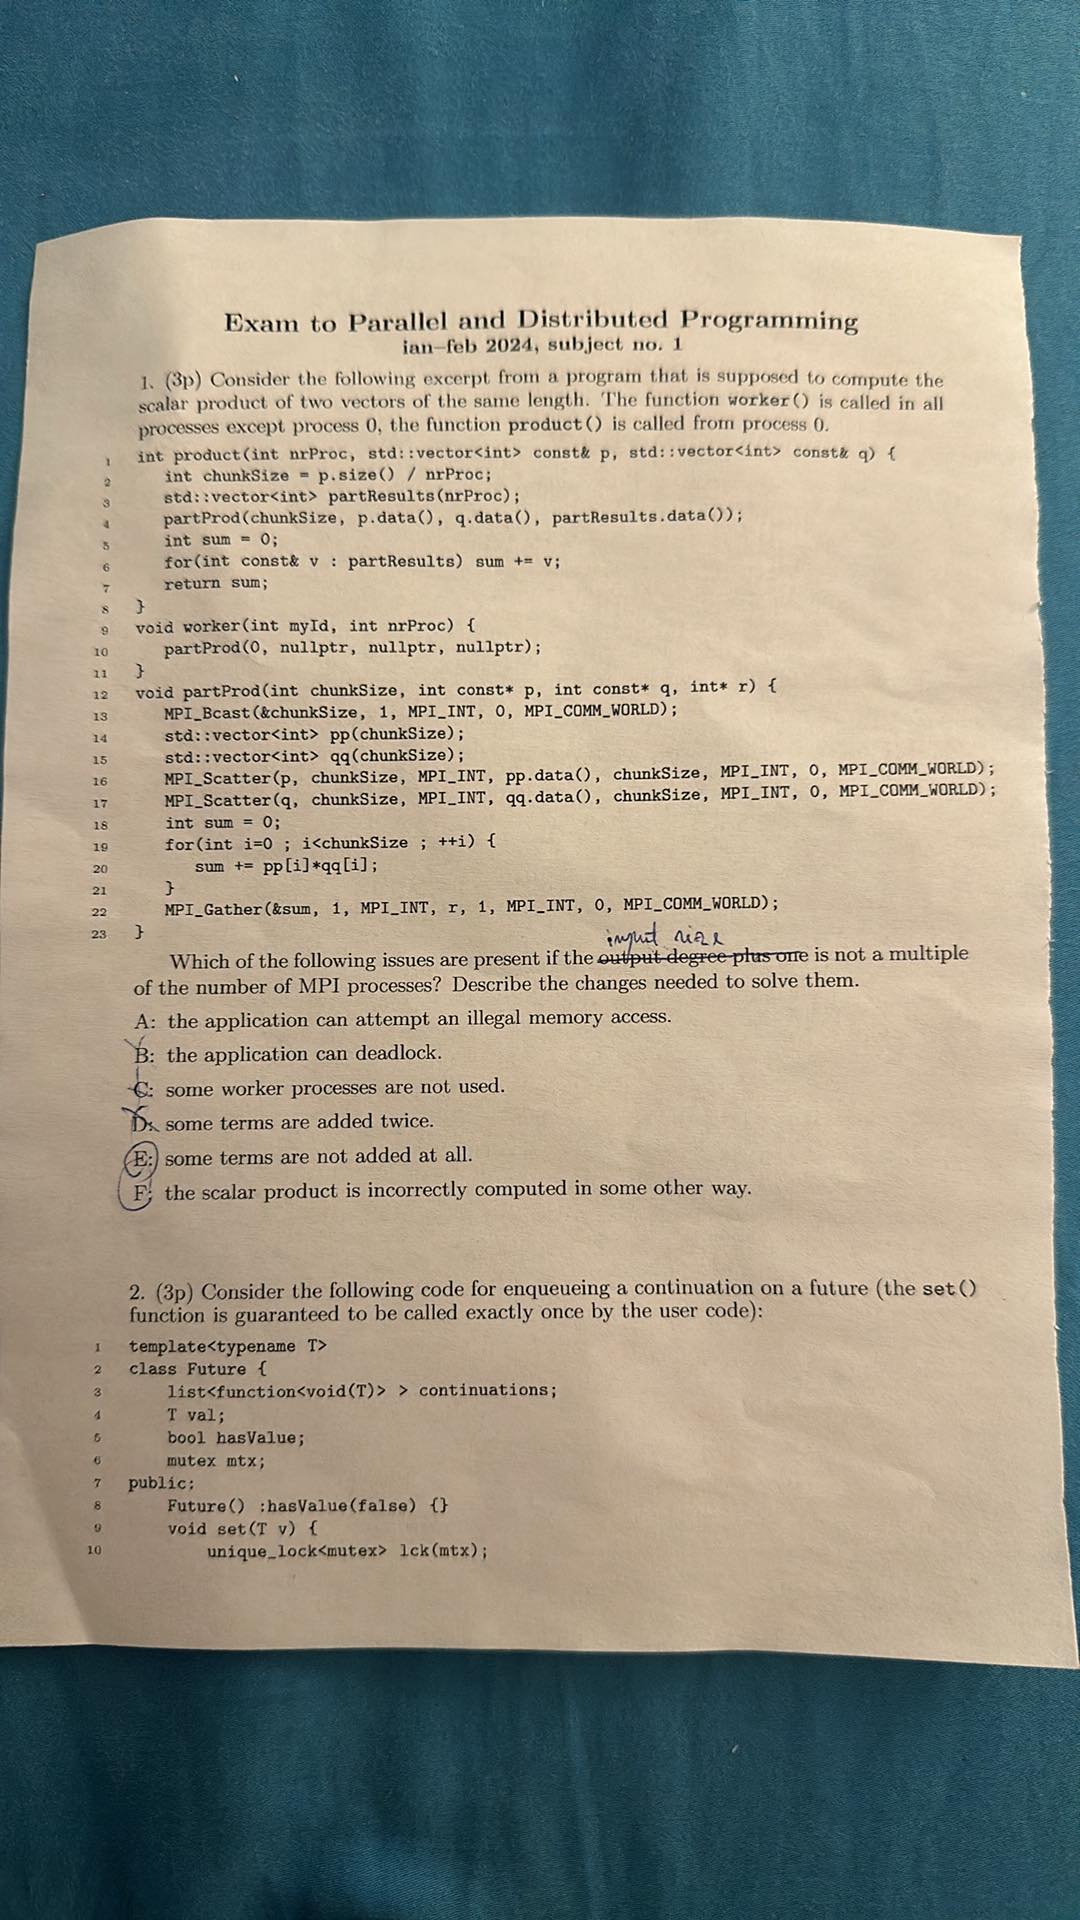 Exam to Parallel and Distributed Programming
ian–feb 2024, subject no. 1
1. (3p) Consider the following excerpt from a program that is supposed to compute the
scalar product of two vectors of the same length. The function worker() is called in all
processes except process 0, the function product() is called from process 0.
1 int product(int nrProc, std::vector<int> const& p, std::vector<int> const& q) {
2 int chunkSize = p.size() / nrProc;
3 std::vector<int> partResults(nrProc);
4 partProd(chunkSize, p.data(), q.data(), partResults.data());
5 int sum = 0;
6 for(int const& v : partResults) sum += v;
7 return sum;
8 }
9 void worker(int myId, int nrProc) {
10 partProd(0, nullptr, nullptr, nullptr);
11 }
12 void partProd(int chunkSize, int const* p, int const* q, int* r) {
13 MPI_Bcast(&chunkSize, 1, MPI_INT, 0, MPI_COMM_WORLD);
14 std::vector<int> pp(chunkSize);
15 std::vector<int> qq(chunkSize);
16 MPI_Scatter(p, chunkSize, MPI_INT, pp.data(), chunkSize, MPI_INT, 0, MPI_COMM_WORLD);
17 MPI_Scatter(q, chunkSize, MPI_INT, qq.data(), chunkSize, MPI_INT, 0, MPI_COMM_WORLD);
18 int sum = 0;
19 for(int i=0 ; i<chunkSize ; ++i) {
20 sum += pp[i]*qq[i];
21 }
22 MPI_Gather(&sum, 1, MPI_INT, r, 1, MPI_INT, 0, MPI_COMM_WORLD);
23 }
input size
Which of the following issues are present if the output degree plus one is not a multiple
of the number of MPI processes? Describe the changes needed to solve them.
A: the application can attempt an illegal memory access.
B: the application can deadlock.
C: some worker processes are not used.
D: some terms are added twice.
E: some terms are not added at all.
F: the scalar product is incorrectly computed in some other way.
2. (3p) Consider the following code for enqueueing a continuation on a future (the set()
function is guaranteed to be called exactly once by the user code):
1 template<typename T>
2 class Future {
3 list<function<void(T)> > continuations;
4 T val;
5 bool hasValue;
6 mutex mtx;
7 public:
8 Future() :hasValue(false) {}
9 void set(T v) {
10 unique_lock<mutex> lck(mtx);